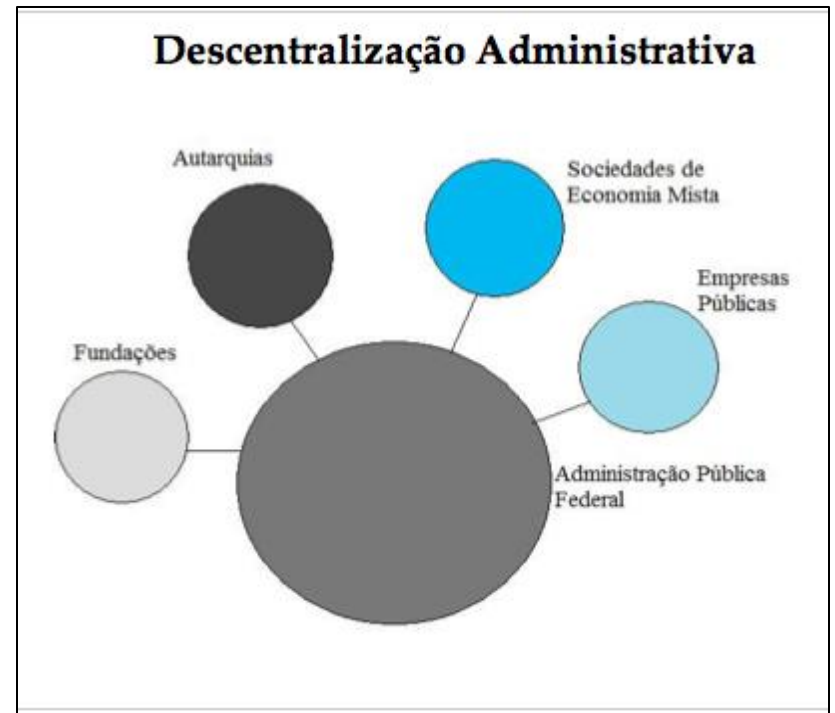 Descentralização Administrativa
Autarquias
Sociedades de
Economia Mista
Empresas
Públicas
Fundações
Administração Pública
Federal